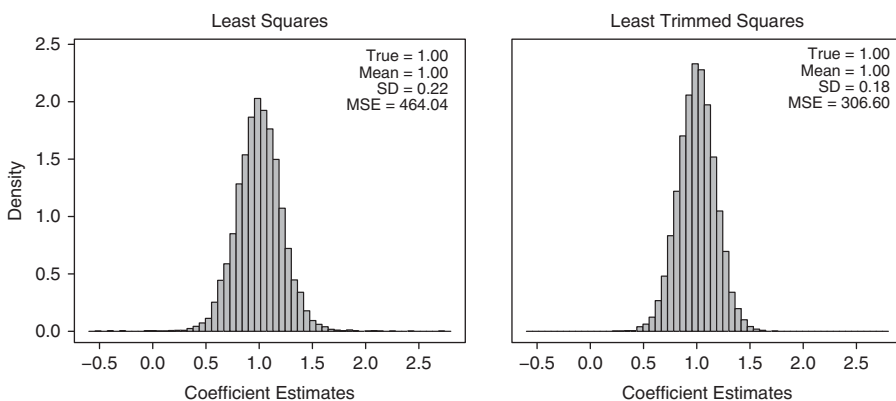 Least Squares
True = 1.00
Mean = 1.00
SD = 0.22
MSE = 464.04
2.5
2.0
1.5
1.0
0.5
0.0
Density
−0.5 0.0 0.5 1.0 1.5 2.0 2.5
Coefficient Estimates
Least Trimmed Squares
True = 1.00
Mean = 1.00
SD = 0.18
MSE = 306.60
−0.5 0.0 0.5 1.0 1.5 2.0 2.5
Coefficient Estimates